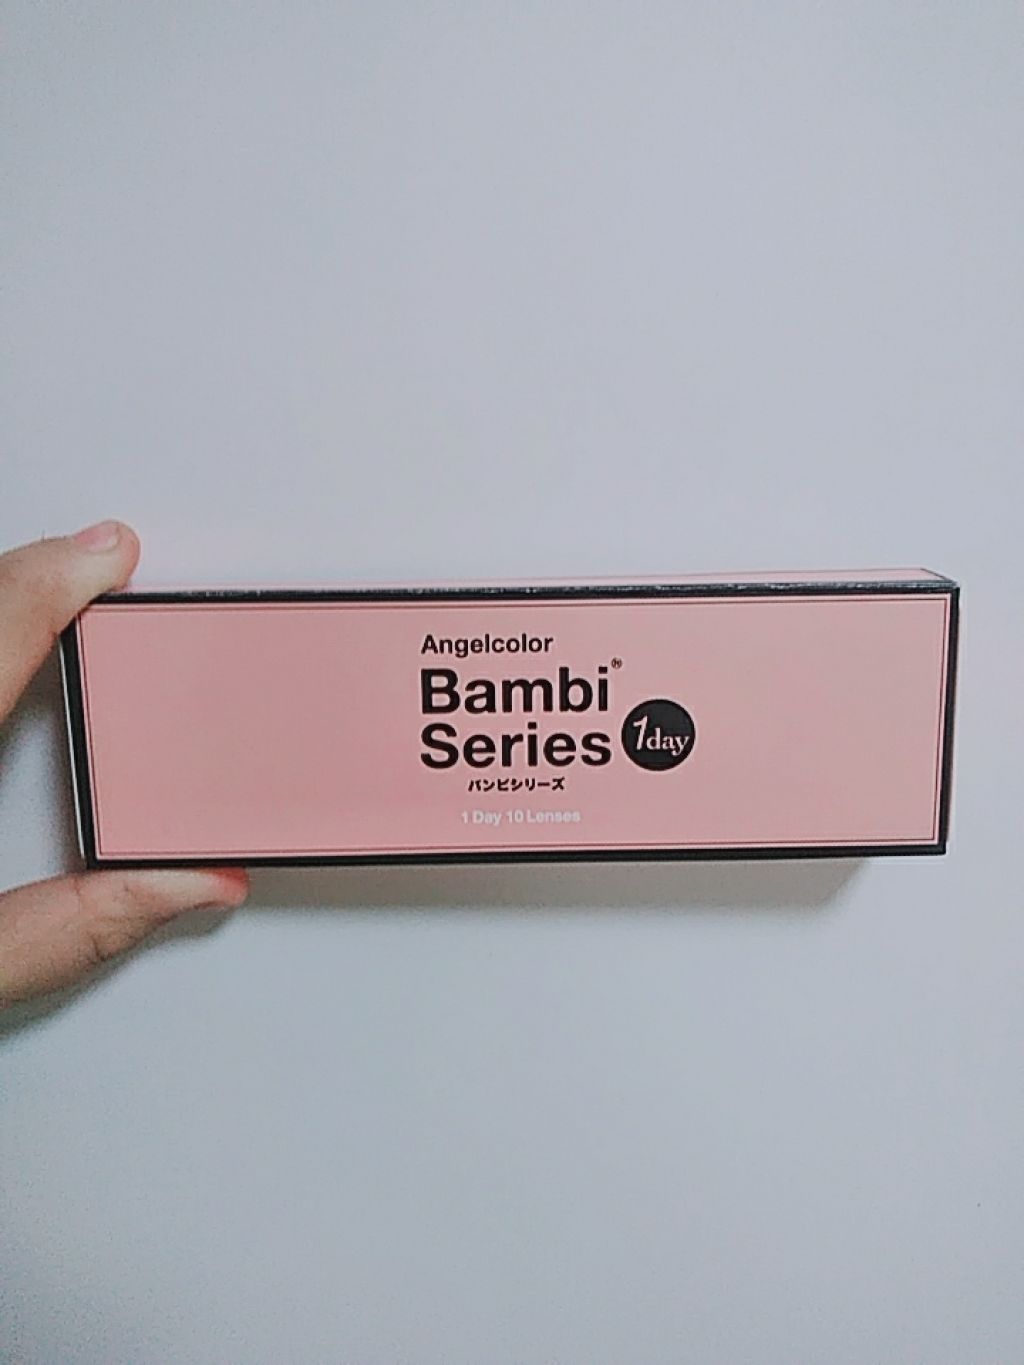 Angelcolor
Bambi®
Series 1day
バンビシリーズ
1 Day 10 Lenses